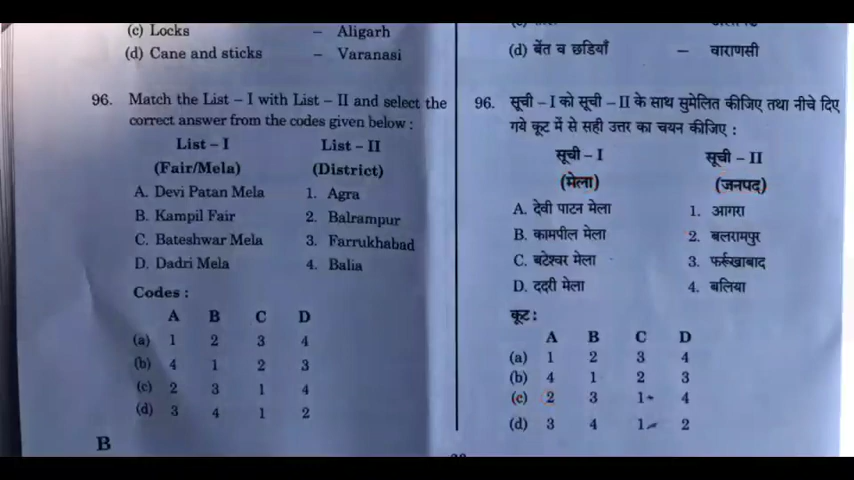 (c) Locks – Aligarh
(d) Cane and sticks – Varanasi
96. Match the List – I with List – II and select the
correct answer from the codes given below :
List – I List – II
(Fair/Mela) (District)
A. Devi Patan Mela 1. Agra
B. Kampil Fair 2. Balrampur
C. Bateshwar Mela 3. Farrukhabad
D. Dadri Mela 4. Balia
Codes :
A B C D
(a) 1 2 3 4
(b) 4 1 2 3
(c) 2 3 1 4
(d) 3 4 1 2
B
(d) बेंत व छडियाँ – वाराणसी
96. सूची – I को सूची – II के साथ सुमेलित कीजिए तथा नीचे दिए
गये कूट में से सही उत्तर का चयन कीजिए :
सूची – I सूची – II
(मेला) (जनपद)
A. देवी पाटन मेला 1. आगरा
B. कामपील मेला 2. बलरामपुर
C. बटेश्वर मेला 3. फर्रूखाबाद
D. ददरी मेला 4. बलिया
कूट :
A B C D
(a) 1 2 3 4
(b) 4 1 2 3
(c) 2 3 1 4
(d) 3 4 1 2